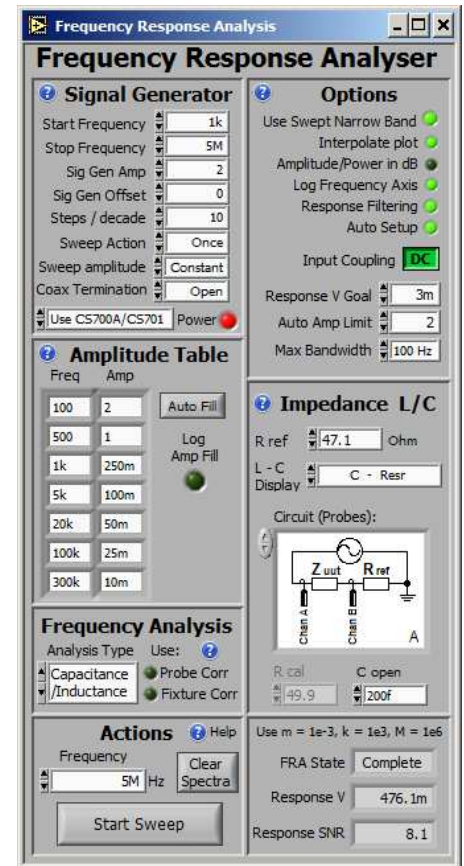 Frequency Response Analysis
Frequency Response Analyser
? Signal Generator
Start Frequency 1k
Stop Frequency 5M
Sig Gen Amp 2
Sig Gen Offset 0
Steps / decade 10
Sweep Action Once
Sweep amplitude Constant
Coax Termination Open
Use CS700A/CS701 Power
? Amplitude Table
Freq Amp
100 2 Auto Fill
500 1 Log
1k 250m Amp Fill
5k 100m
20k 50m
100k 25m
300k 10m
Frequency Analysis
Analysis Type Use: ?
Capacitance Probe Corr
/Inductance Fixture Corr
Actions ? Help
Frequency Clear
5M Hz Spectra
Start Sweep
? Options
Use Swept Narrow Band
Interpolate plot
Amplitude/Power in dB
Log Frequency Axis
Response Filtering
Auto Setup
Input Coupling DC
Response V Goal 3m
Auto Amp Limit 2
Max Bandwidth 100 Hz
? Impedance L/C
R ref 47.1 Ohm
L - C
Display C - Resr
Circuit (Probes):
Z uut R ref
Chan A Chan B A
R cal C open
49.9 200f
Use m = 1e-3, k = 1e3, M = 1e6
FRA State Complete
Response V 476.1m
Response SNR 8.1